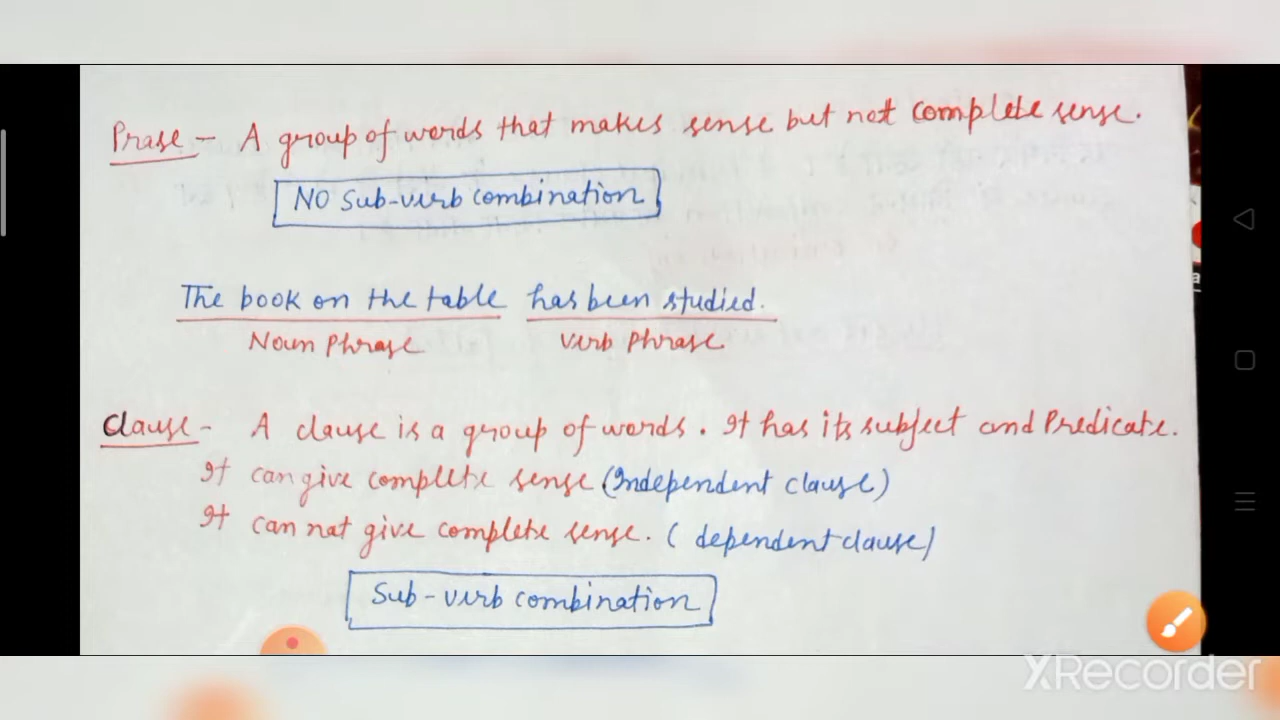 Prase - A group of words that makes sense but not complete sense.
NO Sub-verb combination
The book on the table has been studied.
Noun Phrase verb Phrase
Clause - A clause is a group of words. It has its subject and Predicate.
It can give complete sense (Independent clause)
It can not give complete sense. (dependent clause)
Sub-verb combination
XRecorder